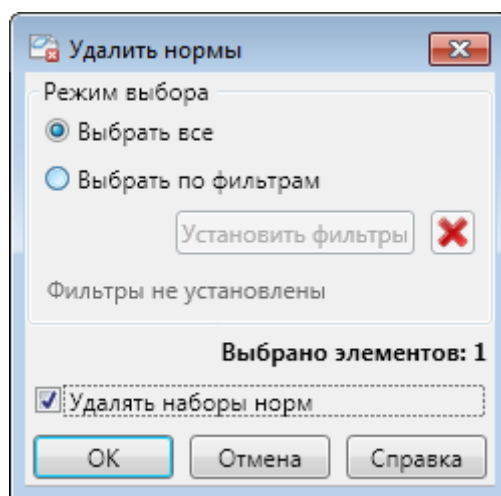 Удалить нормы
Режим выбора
Выбрать все
Выбрать по фильтрам
Установить фильтры
Фильтры не установлены
Выбрано элементов: 1
Удалять наборы норм
ОК Отмена Справка